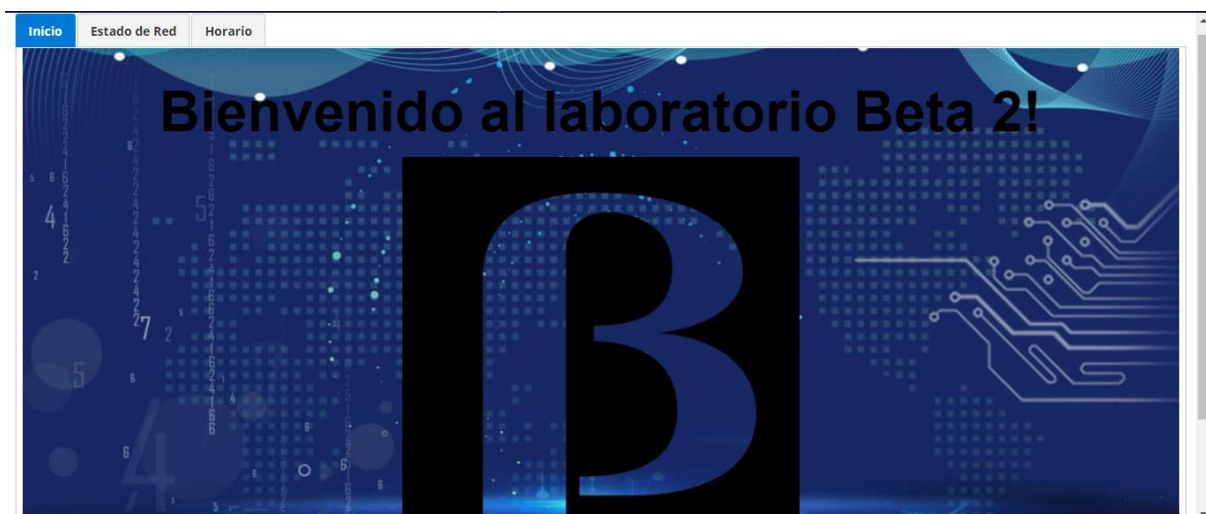 Inicio Estado de Red Horario
Bienvenido al laboratorio Beta 2!
β